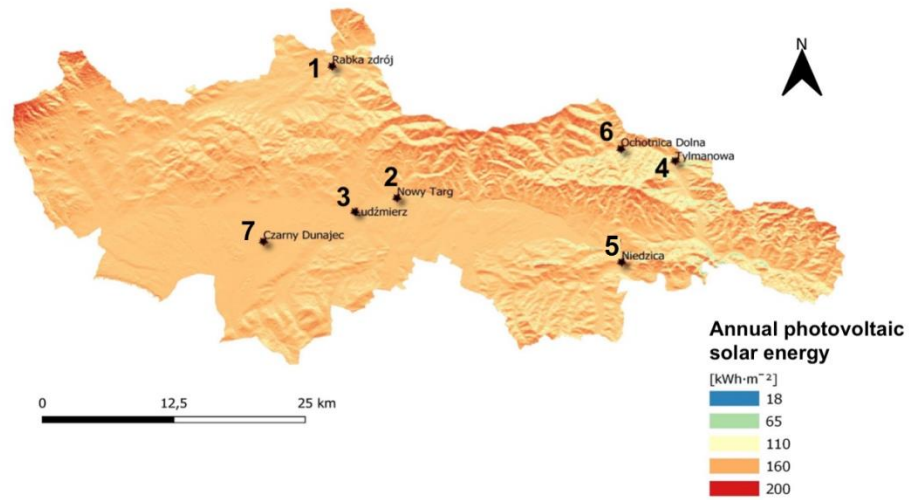 N
1
Rabka zdrój
6
Ochotnica Dolna
4
Tylmanowa
2
Nowy Targ
3
Łudźmierz
7
Czarny Dunajec
5
Niedzica
Annual photovoltaic
solar energy
[kWh·m⁻²]
18
65
110
160
200
0 12,5 25 km